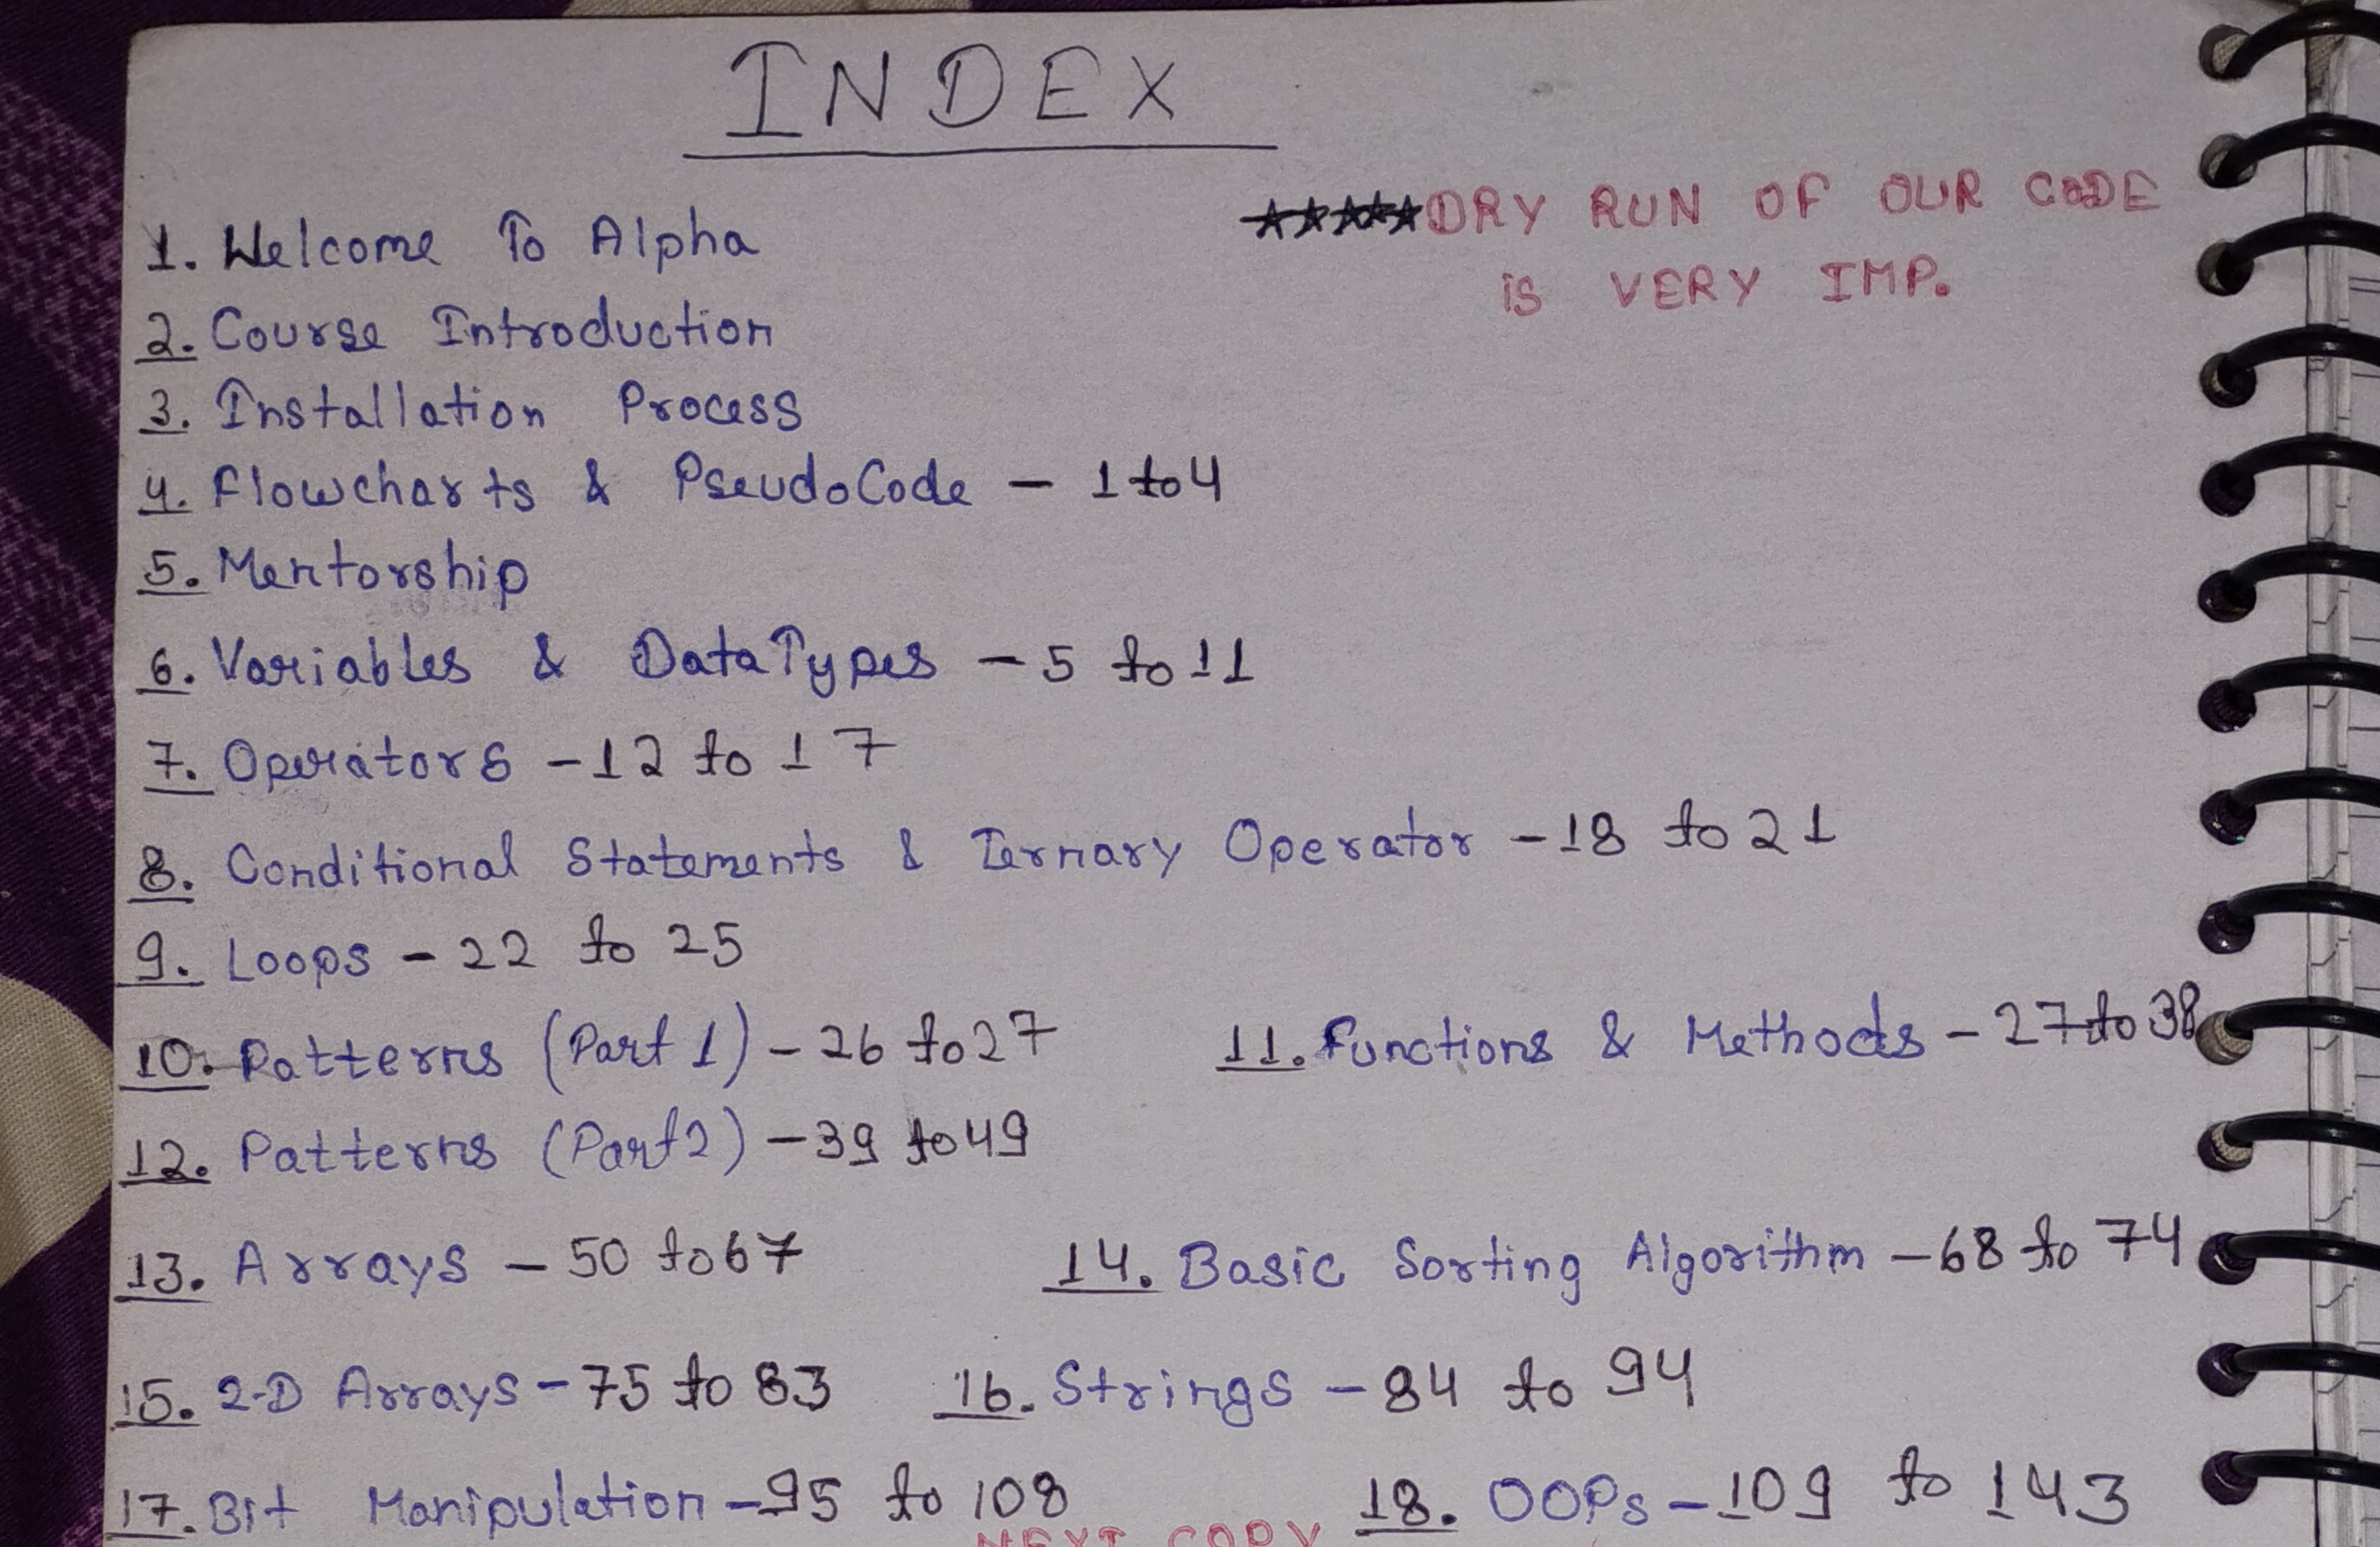 INDEX
★★★★★DRY RUN OF OUR CODE
is VERY IMP.
1. Welcome To Alpha
2. Course Introduction
3. Installation Process
4. Flowcharts & PseudoCode - 1 to 4
5. Mentorship
6. Variables & DataTypes - 5 to 11
7. Operators - 12 to 17
8. Conditional Statements & Ternary Operator - 18 to 21
9. Loops - 22 to 25
10. Patterns (Part 1) - 26 to 27 11. Functions & Methods - 27 to 38
12. Patterns (Part 2) - 39 to 49
13. Arrays - 50 to 67 14. Basic Sorting Algorithm - 68 to 74
15. 2-D Arrays - 75 to 83 16. Strings - 84 to 94
17. Bit Manipulation - 95 to 108 18. OOPs - 109 to 143
NEXT COPY